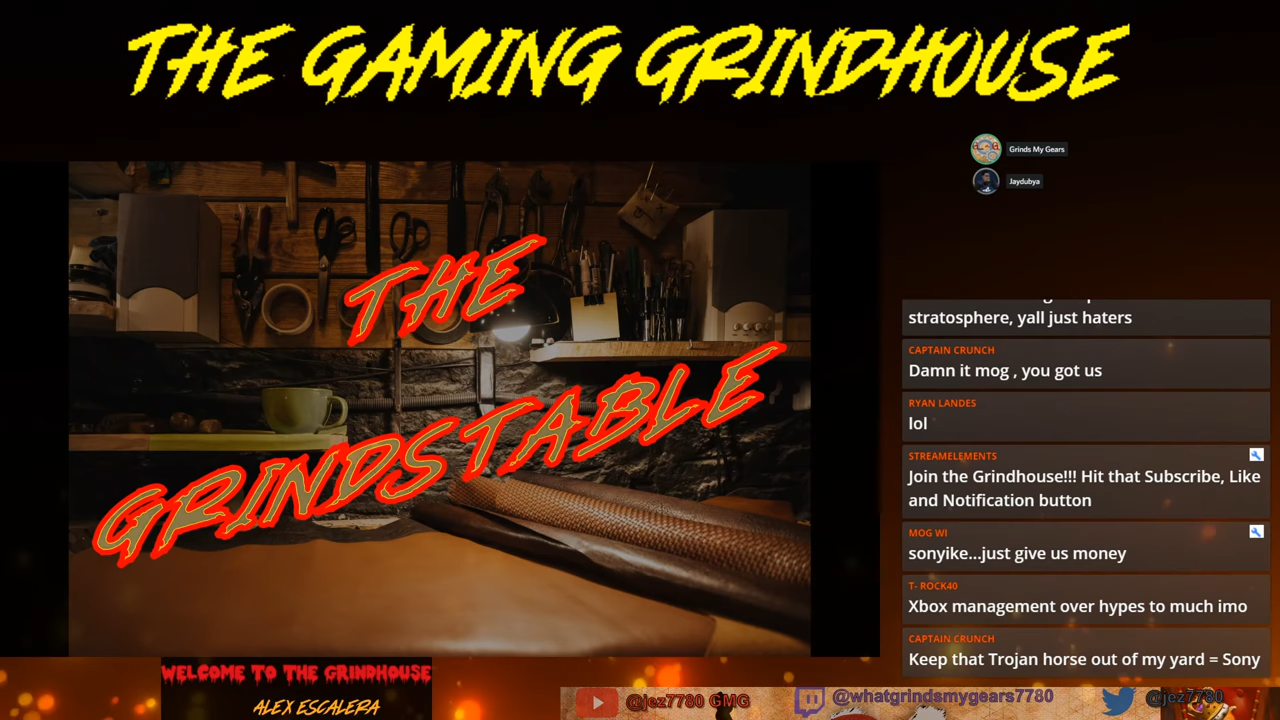 THE GAMING GRINDHOUSE
Grinds My Gears
Jaydubya
THE
GRINDSTABLE
stratosphere, yall just haters
CAPTAIN CRUNCH
Damn it mog , you got us
RYAN LANDES
lol
STREAMELEMENTS
Join the Grindhouse!!! Hit that Subscribe, Like
and Notification button
MOG WI
sonyike...just give us money
T- ROCK40
Xbox management over hypes to much imo
CAPTAIN CRUNCH
Keep that Trojan horse out of my yard = Sony
WELCOME TO THE GRINDHOUSE
ALEX ESCALERA
@jez7780 GMG
@whatgrindsmygears7780
@jez7780